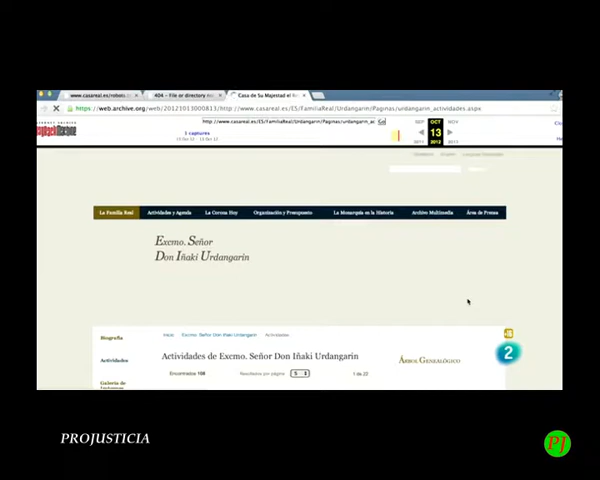 www.casareal.es/robots.
404 – File or directory n
Casa de Su Majestad el R
https://web.archive.org/web/20121013000813/http://www.casareal.es/ES/FamiliaReal/Urdangarin/Paginas/urdangarin_actividades.aspx
INTERNET ARCHIVE
http://www.casareal.es/ES/FamiliaReal/Urdangarin/Paginas/urdangarin_ac
Go
SEP OCT NOV
1 captures
13
2011 2012 2013
La Familia Real
Actividades y Agenda
La Corona Hoy
Organización y Presupuesto
La Monarquía en la Historia
Archivo Multimedia
Área de Prensa
Excmo. Señor
Don Iñaki Urdangarin
Biografía
Actividades
Galería de
Inicio Excmo. Señor Don Iñaki Urdangarin Actividades
Actividades de Excmo. Señor Don Iñaki Urdangarin
Encontrados 108
Resultados por página 5
1 de 22
Árbol Genealógico
2
PROJUSTICIA
PJ